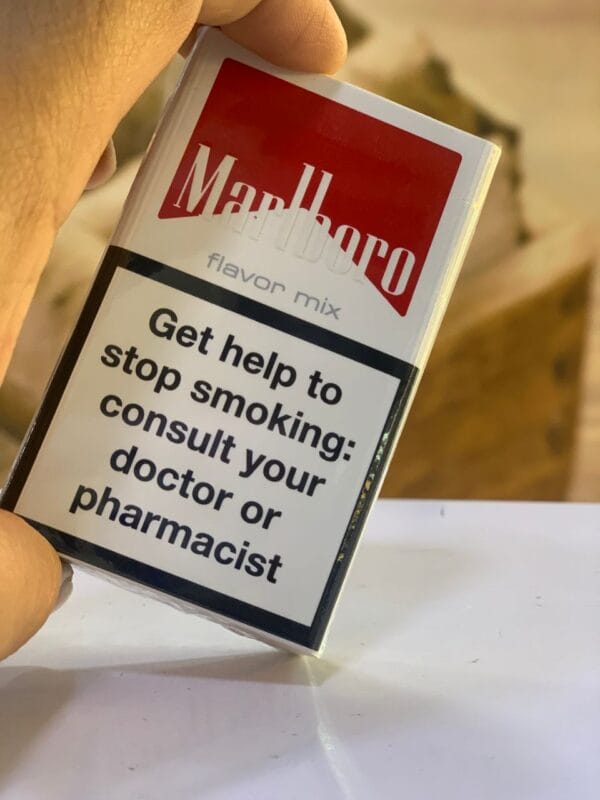 Marlboro
flavor mix
Get help to
stop smoking:
consult your
doctor or
pharmacist